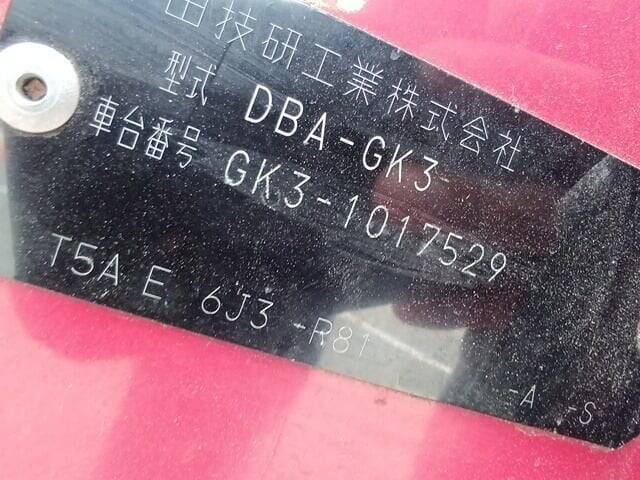 田技研工業株式会社
型式 DBA-GK3
車台番号 GK3-1017529
T5A E 6J3 -R81 -A -S